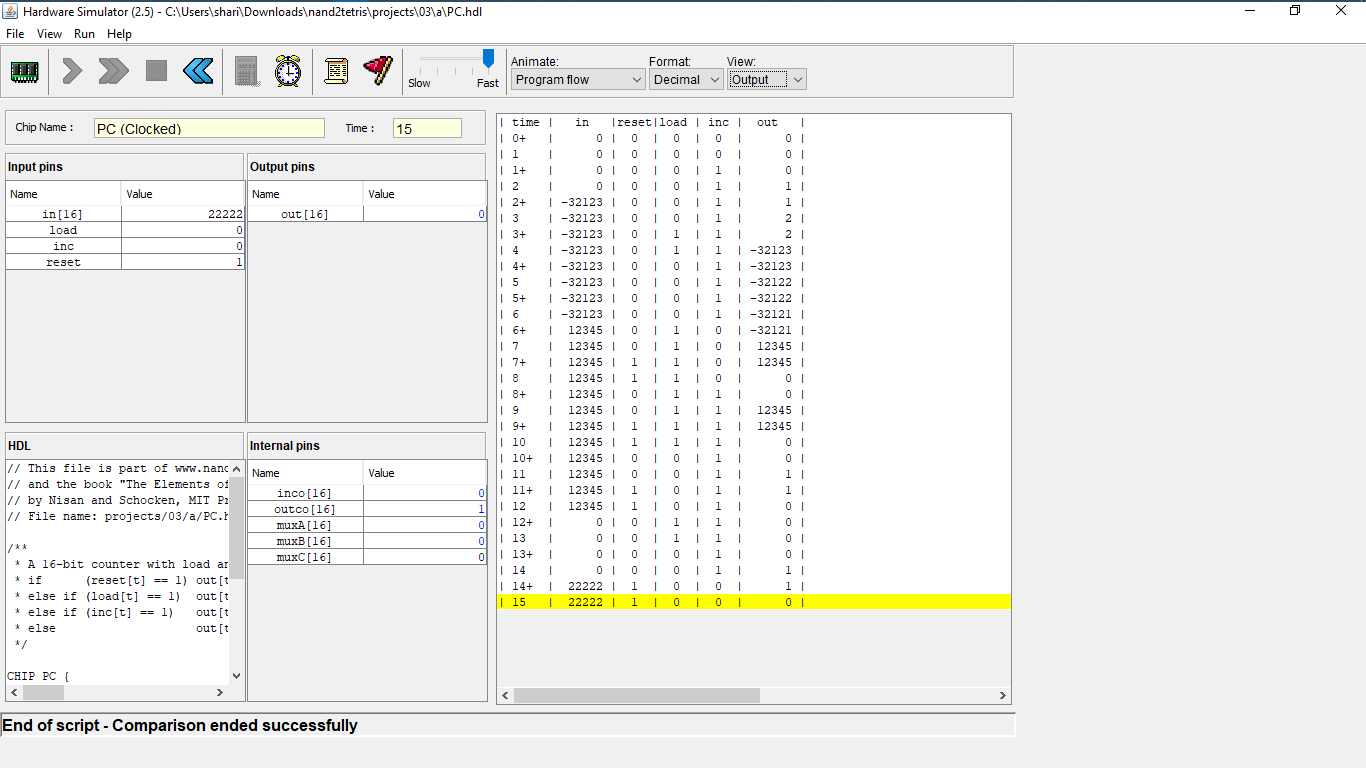 Hardware Simulator (2.5) - C:\Users\shari\Downloads\nand2tetris\projects\03\a\PC.hdl
File View Run Help
Slow Fast
Animate: Format: View:
Program flow Decimal Output
Chip Name : PC (Clocked) Time : 15
Input pins
Name Value
in[16] 22222
load 0
inc 0
reset 1
Output pins
Name Value
out[16] 0
HDL
// This file is part of www.nand
// and the book "The Elements of
// by Nisan and Schocken, MIT Pr
// File name: projects/03/a/PC.h
/**
* A 16-bit counter with load an
* if (reset[t] == 1) out[t
* else if (load[t] == 1) out[t
* else if (inc[t] == 1) out[t
* else out[t
*/
CHIP PC {
Internal pins
Name Value
inco[16] 0
outco[16] 1
muxA[16] 0
muxB[16] 0
muxC[16] 0
| time | in |reset|load | inc | out |
| 0+ | 0 | 0 | 0 | 0 | 0 |
| 1 | 0 | 0 | 0 | 0 | 0 |
| 1+ | 0 | 0 | 0 | 1 | 0 |
| 2 | 0 | 0 | 0 | 1 | 1 |
| 2+ | -32123 | 0 | 0 | 1 | 1 |
| 3 | -32123 | 0 | 0 | 1 | 2 |
| 3+ | -32123 | 0 | 1 | 1 | 2 |
| 4 | -32123 | 0 | 1 | 1 | -32123 |
| 4+ | -32123 | 0 | 0 | 1 | -32123 |
| 5 | -32123 | 0 | 0 | 1 | -32122 |
| 5+ | -32123 | 0 | 0 | 1 | -32122 |
| 6 | -32123 | 0 | 0 | 1 | -32121 |
| 6+ | 12345 | 0 | 1 | 0 | -32121 |
| 7 | 12345 | 0 | 1 | 0 | 12345 |
| 7+ | 12345 | 1 | 1 | 0 | 12345 |
| 8 | 12345 | 1 | 1 | 0 | 0 |
| 8+ | 12345 | 0 | 1 | 1 | 0 |
| 9 | 12345 | 0 | 1 | 1 | 12345 |
| 9+ | 12345 | 1 | 1 | 1 | 12345 |
| 10 | 12345 | 1 | 1 | 1 | 0 |
| 10+ | 12345 | 0 | 0 | 1 | 0 |
| 11 | 12345 | 0 | 0 | 1 | 1 |
| 11+ | 12345 | 1 | 0 | 1 | 1 |
| 12 | 12345 | 1 | 0 | 1 | 0 |
| 12+ | 0 | 0 | 1 | 1 | 0 |
| 13 | 0 | 0 | 1 | 1 | 0 |
| 13+ | 0 | 0 | 0 | 1 | 0 |
| 14 | 0 | 0 | 0 | 1 | 1 |
| 14+ | 22222 | 1 | 0 | 0 | 1 |
| 15 | 22222 | 1 | 0 | 0 | 0 |
End of script - Comparison ended successfully